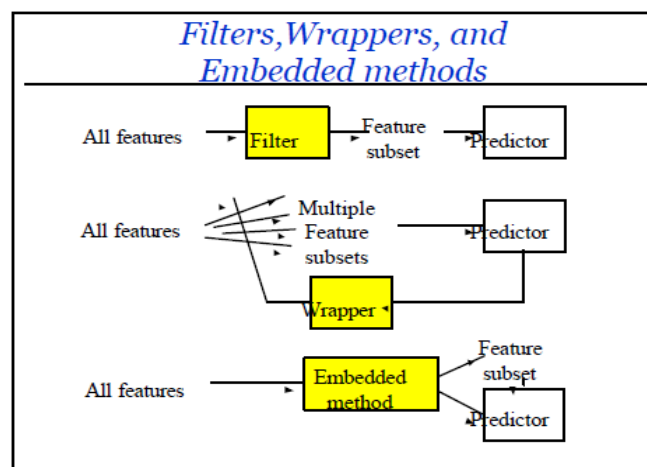 Filters,Wrappers, and
Embedded methods
All features
Filter
Feature
subset
Predictor
All features
Multiple
Feature
subsets
Predictor
Wrapper
All features
Embedded
method
Feature
subset
Predictor